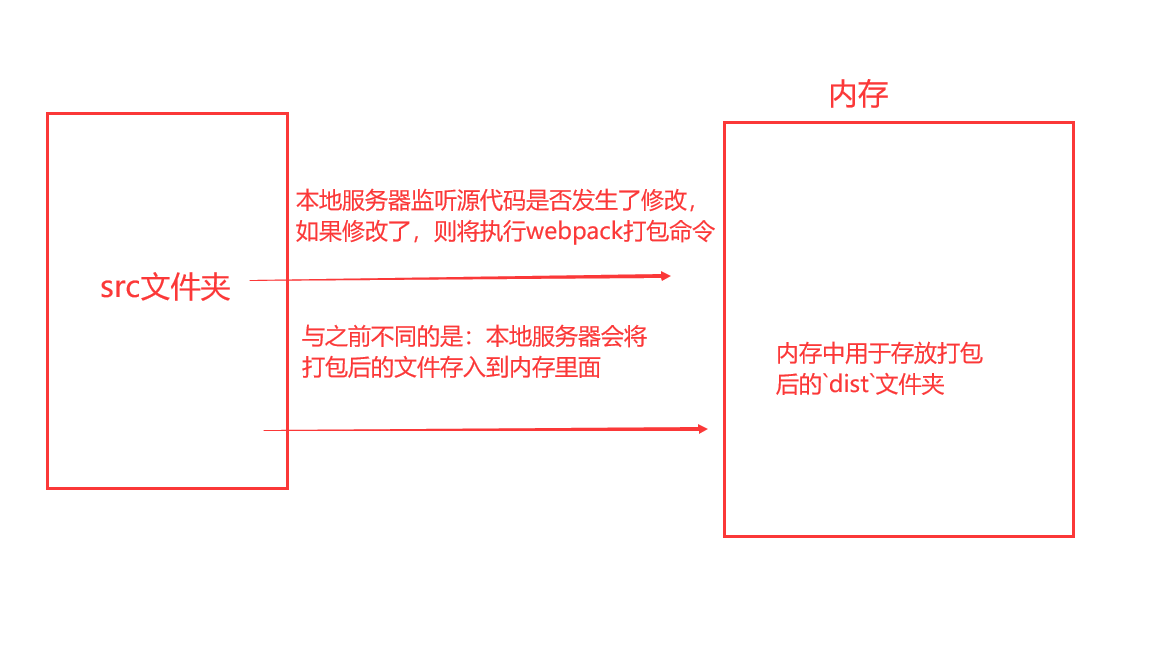 内存
本地服务器监听源代码是否发生了修改，
如果修改了，则将执行webpack打包命令
src文件夹
与之前不同的是：本地服务器会将
打包后的文件存入到内存里面
内存中用于存放打包
后的`dist`文件夹